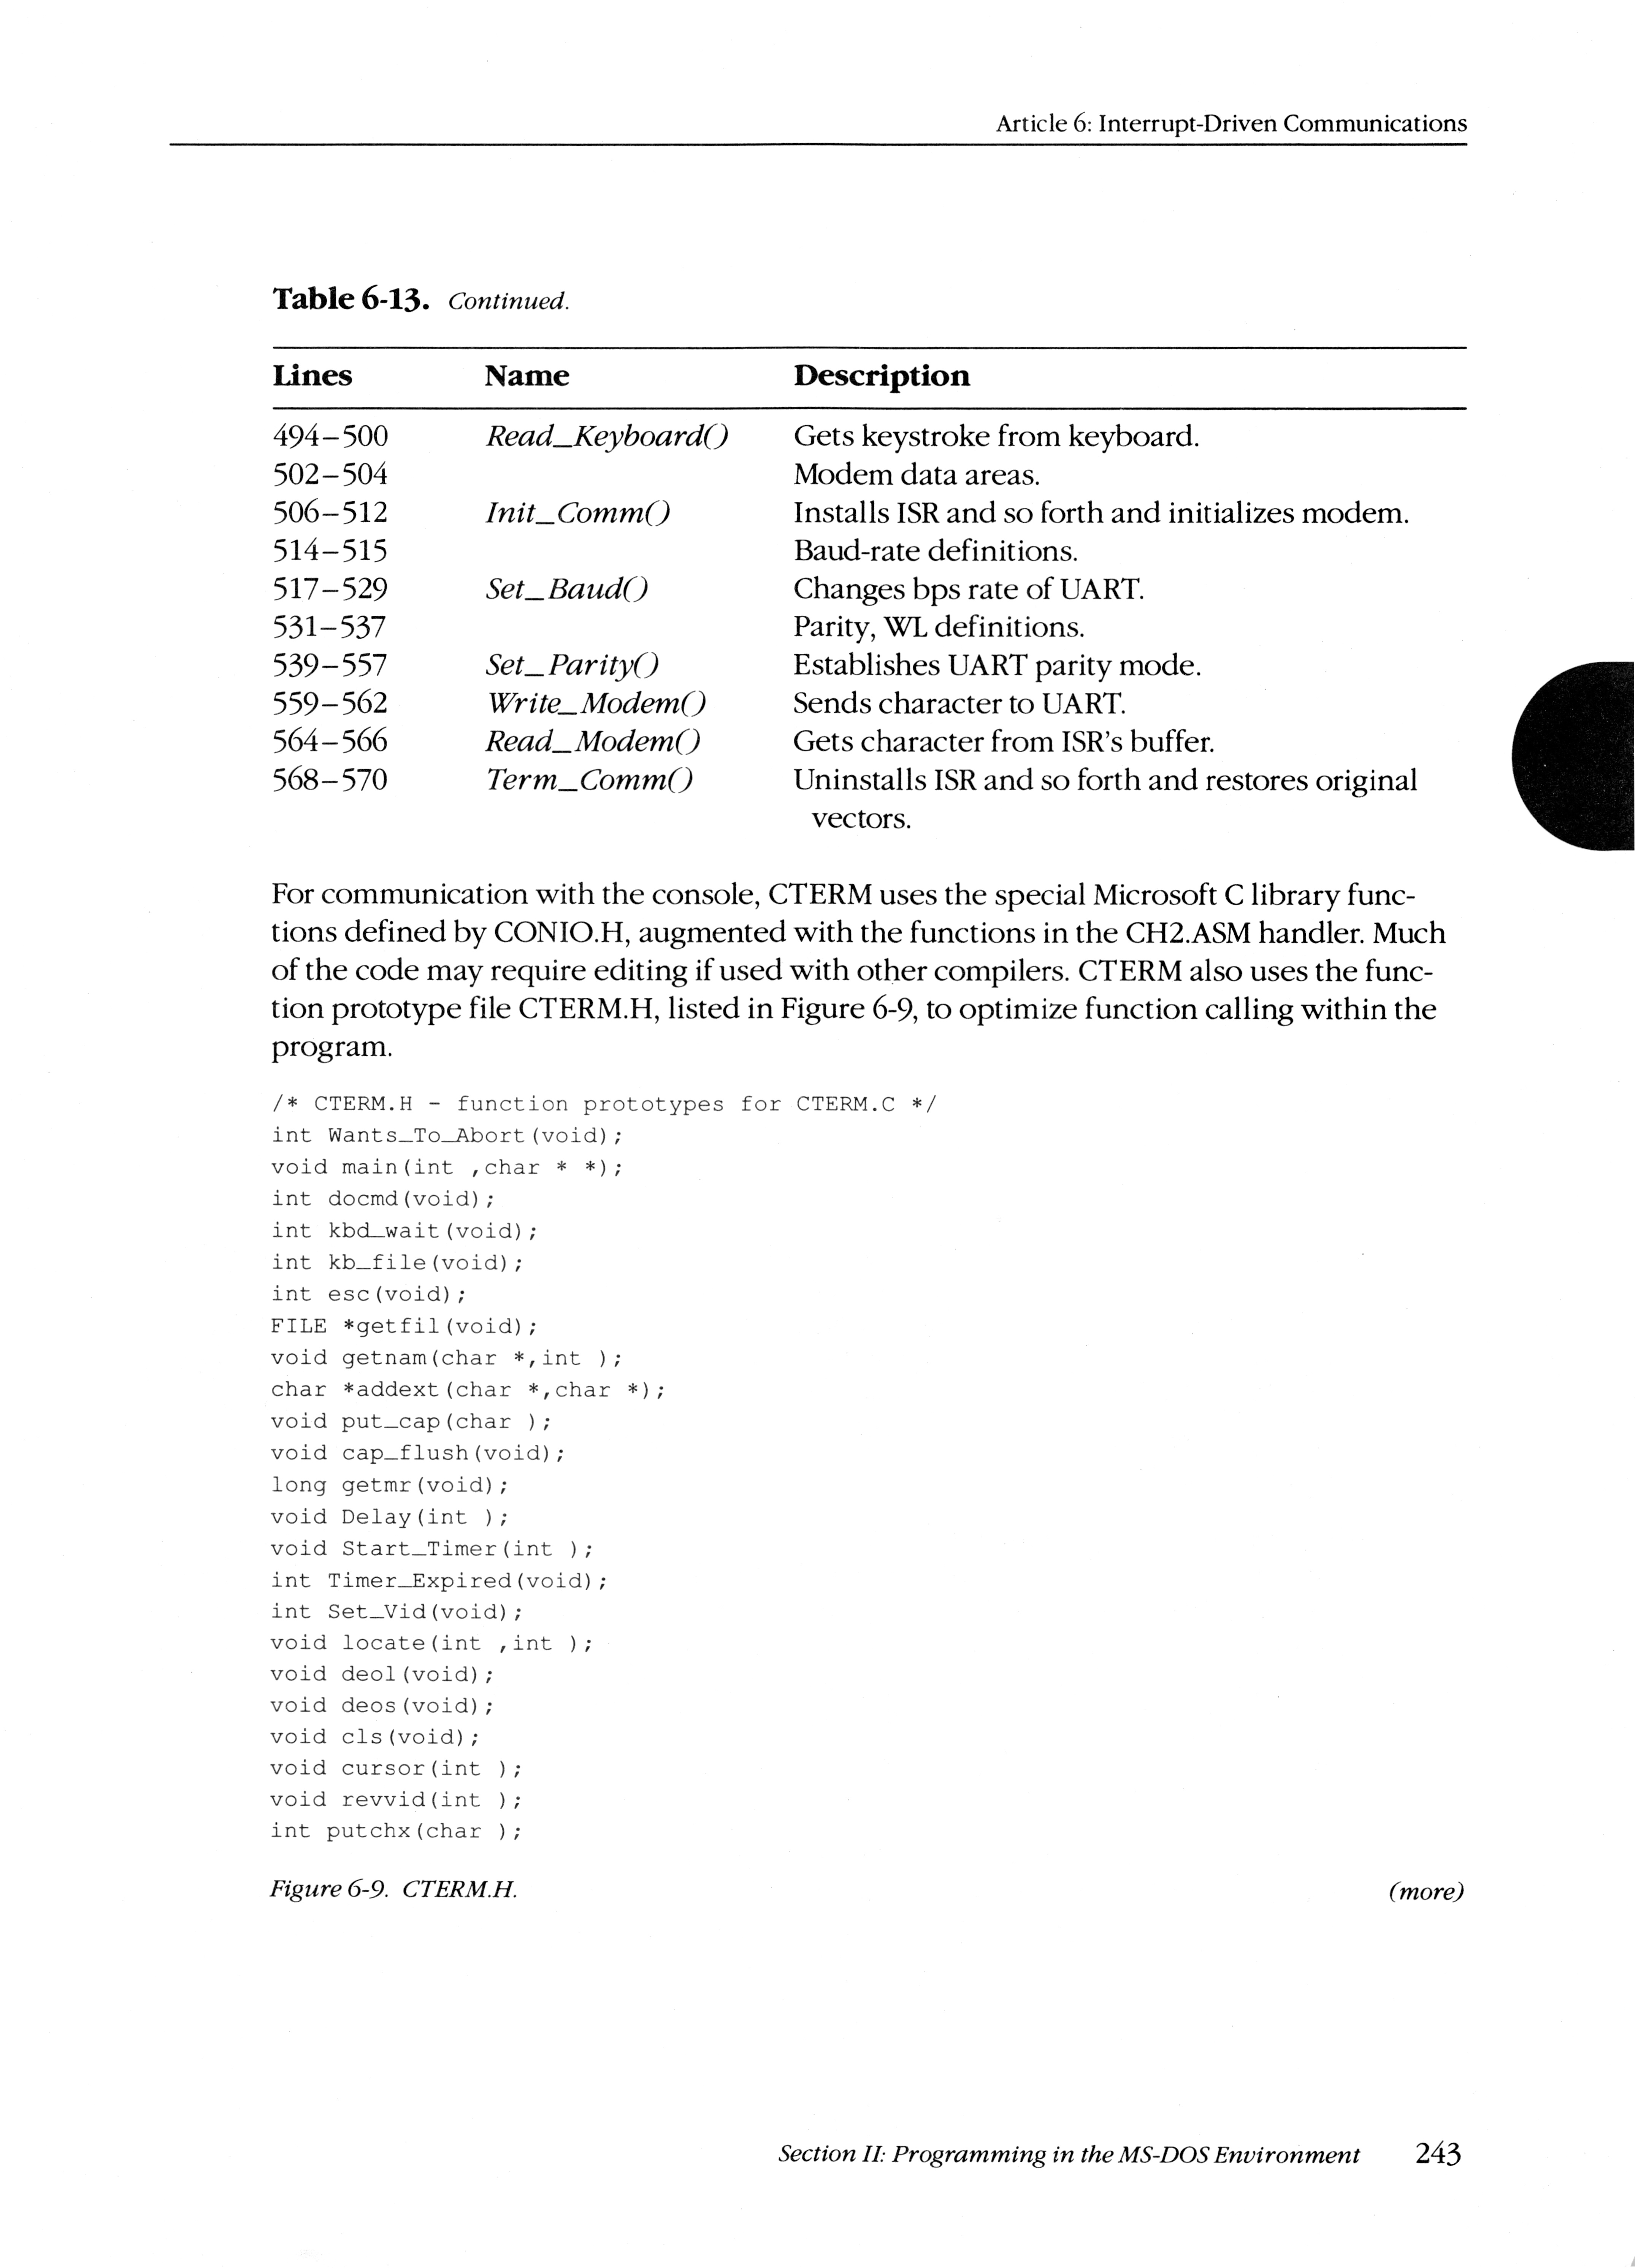 Article 6: Interrupt-Driven Communications
Table 6-13. Continued.
Lines Name Description
494–500 Read_Keyboard() Gets keystroke from keyboard.
502–504 Modem data areas.
506–512 Init_Comm() Installs ISR and so forth and initializes modem.
514–515 Baud-rate definitions.
517–529 Set_Baud() Changes bps rate of UART.
531–537 Parity, WL definitions.
539–557 Set_Parity() Establishes UART parity mode.
559–562 Write_Modem() Sends character to UART.
564–566 Read_Modem() Gets character from ISR's buffer.
568–570 Term_Comm() Uninstalls ISR and so forth and restores original
vectors.
For communication with the console, CTERM uses the special Microsoft C library func-
tions defined by CONIO.H, augmented with the functions in the CH2.ASM handler. Much
of the code may require editing if used with other compilers. CTERM also uses the func-
tion prototype file CTERM.H, listed in Figure 6-9, to optimize function calling within the
program.
/* CTERM.H - function prototypes for CTERM.C */
int Wants_To_Abort(void);
void main(int ,char * *);
int docmd(void);
int kbd_wait(void);
int kb_file(void);
int esc(void);
FILE *getfil(void);
void getnam(char *,int );
char *addext(char *,char *);
void put_cap(char );
void cap_flush(void);
long getmr(void);
void Delay(int );
void Start_Timer(int );
int Timer_Expired(void);
int Set_Vid(void);
void locate(int ,int );
void deol(void);
void deos(void);
void cls(void);
void cursor(int );
void revvid(int );
int putchx(char );
Figure 6-9. CTERM.H. (more)
Section II: Programming in the MS-DOS Environment 243